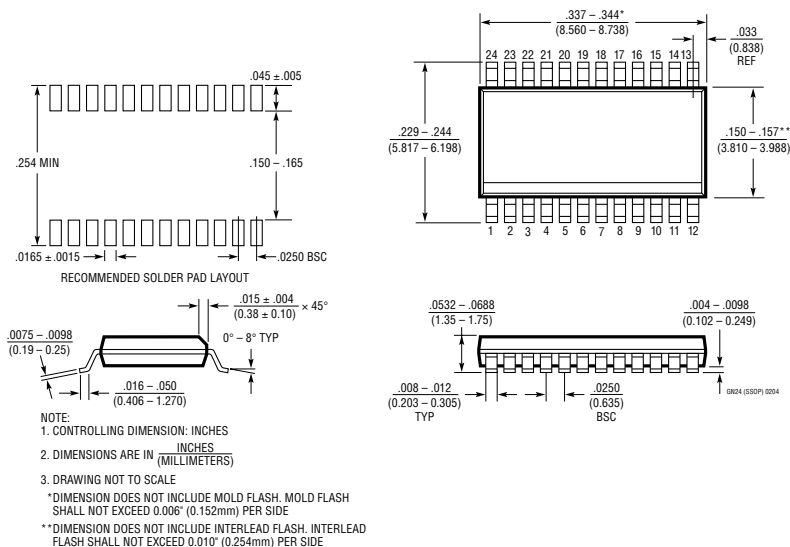 .337 – .344*
(8.560 – 8.738)
.033
(0.838)
REF
24 23 22 21 20 19 18 17 16 15 14 13
.045 ±.005
.254 MIN
.150 – .165
.229 – .244
(5.817 – 6.198)
.150 – .157**
(3.810 – 3.988)
1 2 3 4 5 6 7 8 9 10 11 12
.0165 ±.0015
.0250 BSC
RECOMMENDED SOLDER PAD LAYOUT
.015 ± .004
(0.38 ± 0.10)
× 45°
.0075 – .0098
(0.19 – 0.25)
0° – 8° TYP
.016 – .050
(0.406 – 1.270)
.0532 – .0688
(1.35 – 1.75)
.004 – .0098
(0.102 – 0.249)
.008 – .012
(0.203 – 0.305)
TYP
.0250
(0.635)
BSC
GN24 (SSOP) 0204
NOTE:
1. CONTROLLING DIMENSION: INCHES
2. DIMENSIONS ARE IN INCHES
(MILLIMETERS)
3. DRAWING NOT TO SCALE
*DIMENSION DOES NOT INCLUDE MOLD FLASH. MOLD FLASH
SHALL NOT EXCEED 0.006" (0.152mm) PER SIDE
**DIMENSION DOES NOT INCLUDE INTERLEAD FLASH. INTERLEAD
FLASH SHALL NOT EXCEED 0.010" (0.254mm) PER SIDE